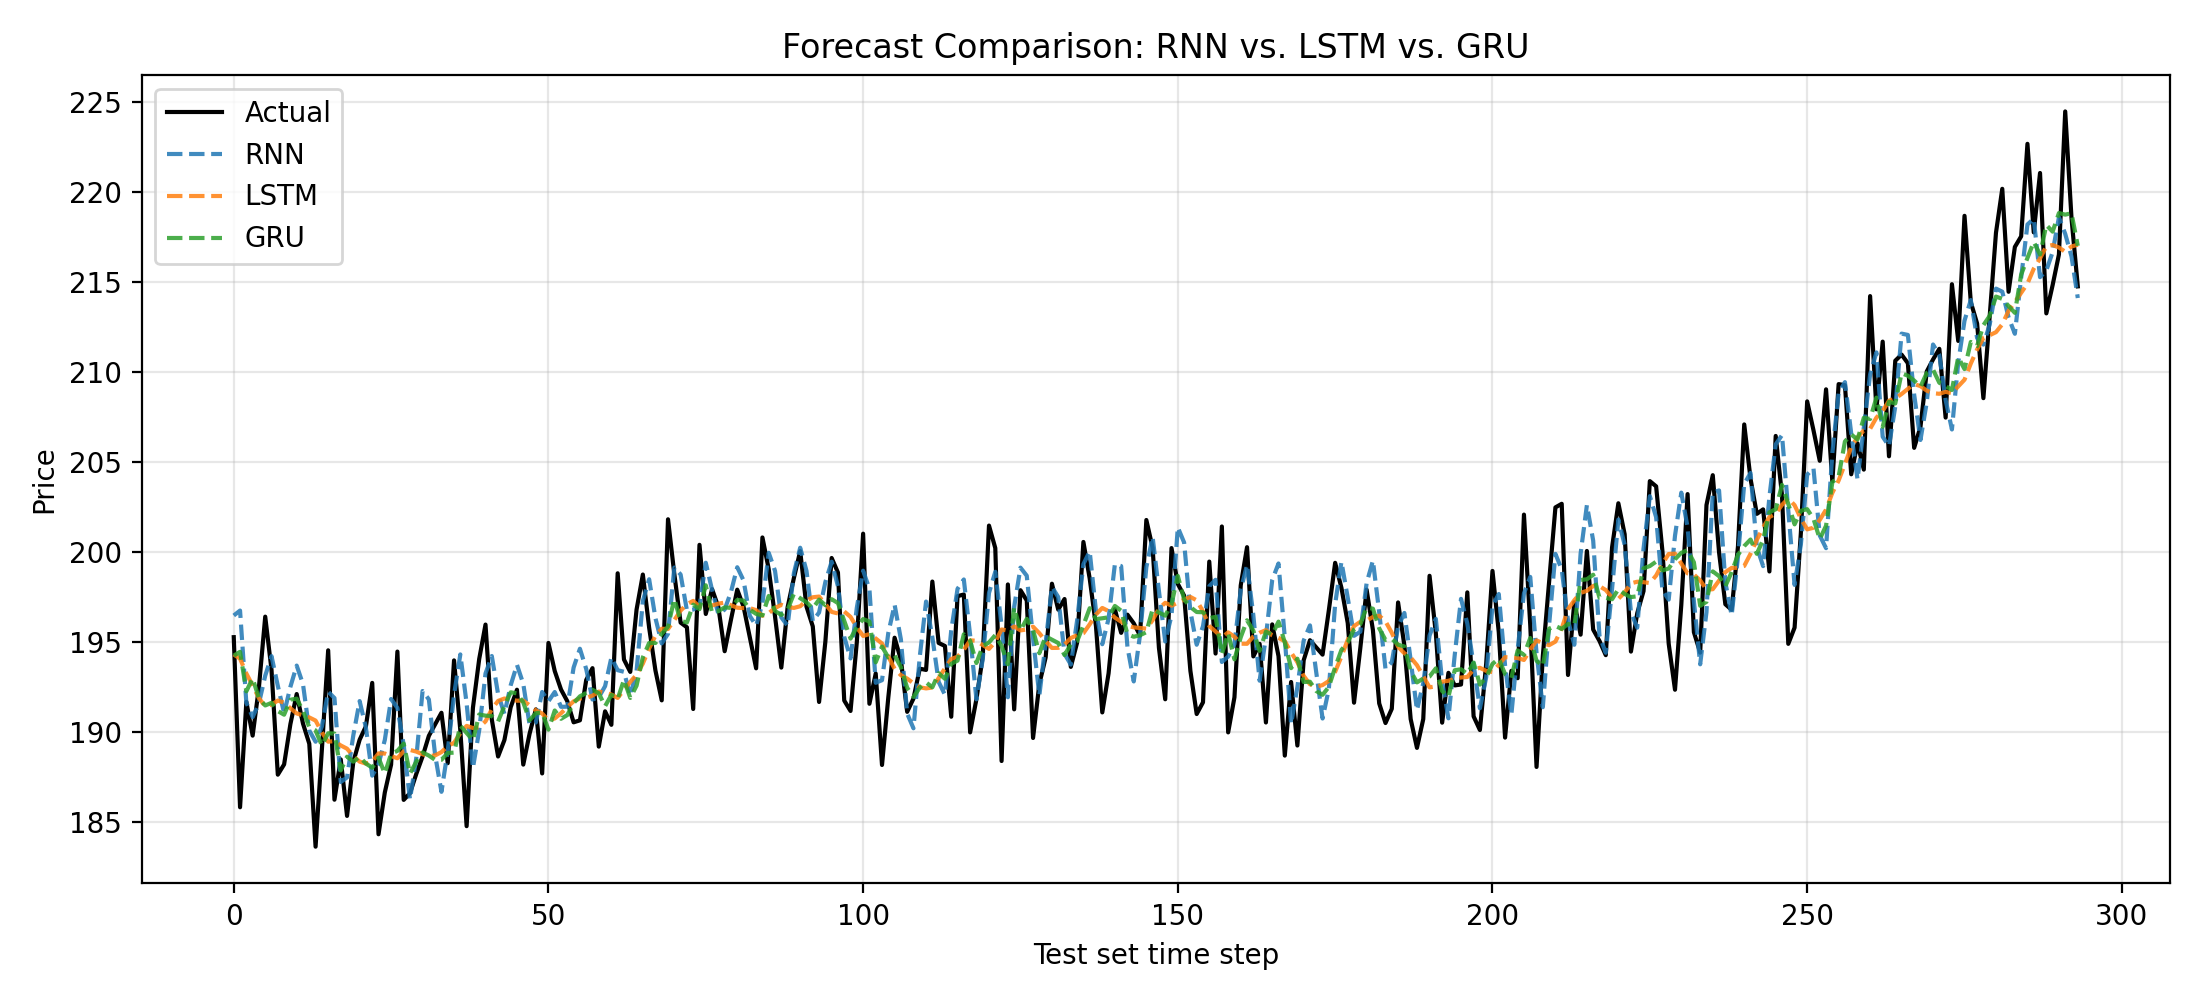 Forecast Comparison: RNN vs. LSTM vs. GRU
Actual
RNN
LSTM
GRU
Price
225
220
215
210
205
200
195
190
185
0 50 100 150 200 250 300
Test set time step